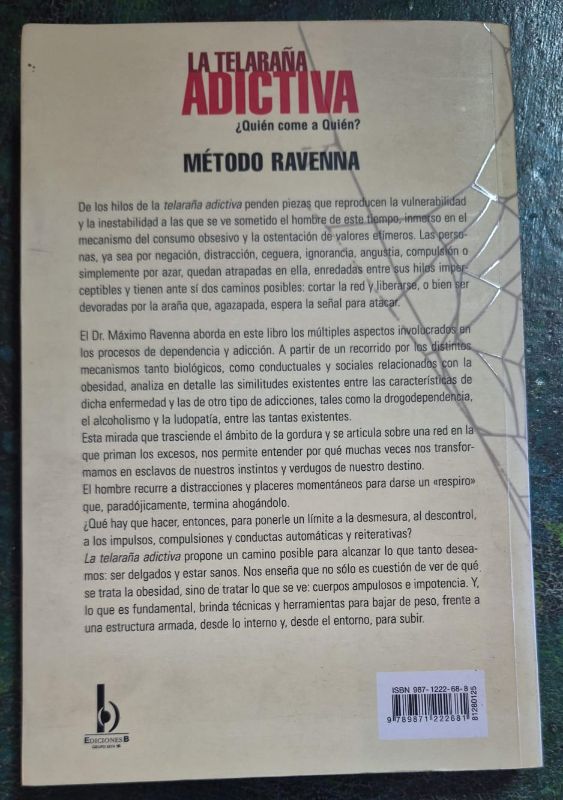 LA TELARAÑA
ADICTIVA
¿Quién come a Quién?
MÉTODO RAVENNA
De los hilos de la telaraña adictiva penden piezas que reproducen la vulnerabilidad
y la inestabilidad a las que se ve sometido el hombre de este tiempo, inmerso en el
mecanismo del consumo obsesivo y la ostentación de valores efímeros. Las perso-
nas, ya sea por negación, distracción, ceguera, ignorancia, angustia, compulsión o
simplemente por azar, quedan atrapadas en ella, enredadas entre sus hilos imper-
ceptibles y tienen ante sí dos caminos posibles: cortar la red y liberarse, o bien ser
devoradas por la araña que, agazapada, espera la señal para atacar.
El Dr. Máximo Ravenna aborda en este libro los múltiples aspectos involucrados en
los procesos de dependencia y adicción. A partir de un recorrido por los distintos
mecanismos tanto biológicos, como conductuales y sociales relacionados con la
obesidad, analiza en detalle las similitudes existentes entre las características de
dicha enfermedad y las de otro tipo de adicciones, tales como la drogodependencia,
el alcoholismo y la ludopatía, entre las tantas existentes.
Esta mirada que trasciende el ámbito de la gordura y se articula sobre una red en la
que priman los excesos, nos permite entender por qué muchas veces nos transfor-
mamos en esclavos de nuestros instintos y verdugos de nuestro destino.
El hombre recurre a distracciones y placeres momentáneos para darse un «respiro»
que, paradójicamente, termina ahogándolo.
¿Qué hay que hacer, entonces, para ponerle un límite a la desmesura, al descontrol,
a los impulsos, compulsiones y conductas automáticas y reiterativas?
La telaraña adictiva propone un camino posible para alcanzar lo que tanto desea-
mos: ser delgados y estar sanos. Nos enseña que no sólo es cuestión de ver de qué
se trata la obesidad, sino de tratar lo que se ve: cuerpos ampulosos e impotencia. Y,
lo que es fundamental, brinda técnicas y herramientas para bajar de peso, frente a
una estructura armada, desde lo interno y, desde el entorno, para subir.
b
EDICIONES B
GRUPO ZETA
ISBN 987-1222-68-8
9 789871 222681
81280125